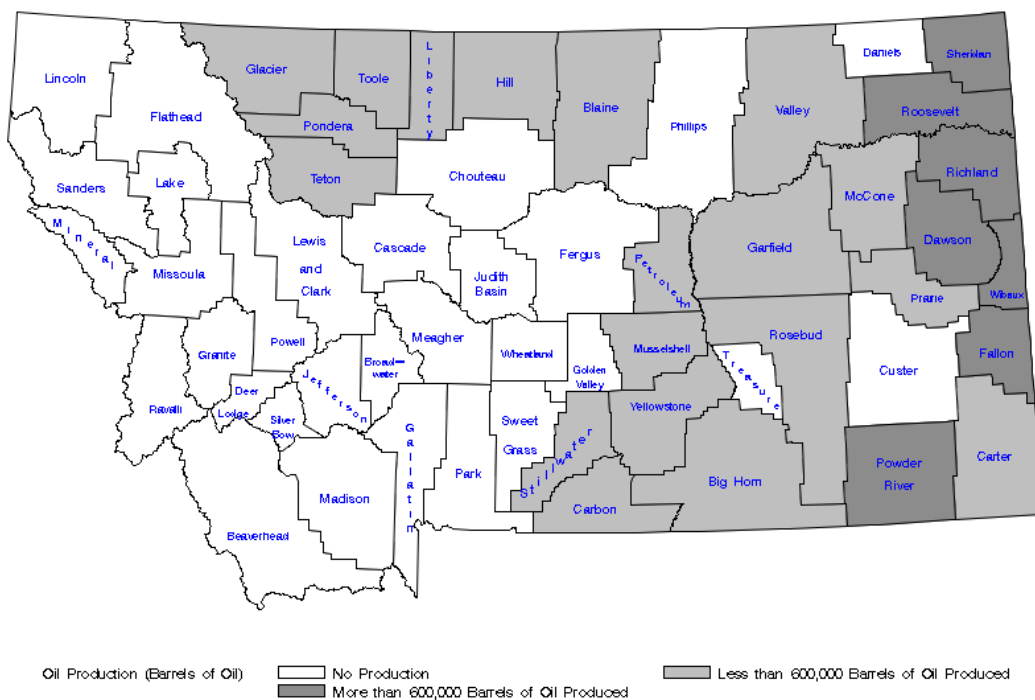 Lincoln
Flathead
Glacier
Toole
Liberty
Hill
Blaine
Phillips
Valley
Daniels
Sheridan
Roosevelt
Pondera
Teton
Chouteau
Sanders
Lake
Mineral
Missoula
Lewis
and
Clark
Cascade
Judith
Basin
Fergus
Petroleum
Garfield
McCone
Richland
Dawson
Wibaux
Prarie
Granite
Powell
Jefferson
Broad-
water
Meagher
Wheatland
Golden
Valley
Musselshell
Rosebud
Treasure
Custer
Fallon
Ravalli
Deer
Lodge
Silver
Bow
Gallatin
Park
Sweet
Grass
Stillwater
Yellowstone
Big Horn
Powder
River
Carter
Carbon
Madison
Beaverhead
Oil Production (Barrels of Oil)
No Production
Less than 600,000 Barrels of Oil Produced
More than 600,000 Barrels of Oil Produced